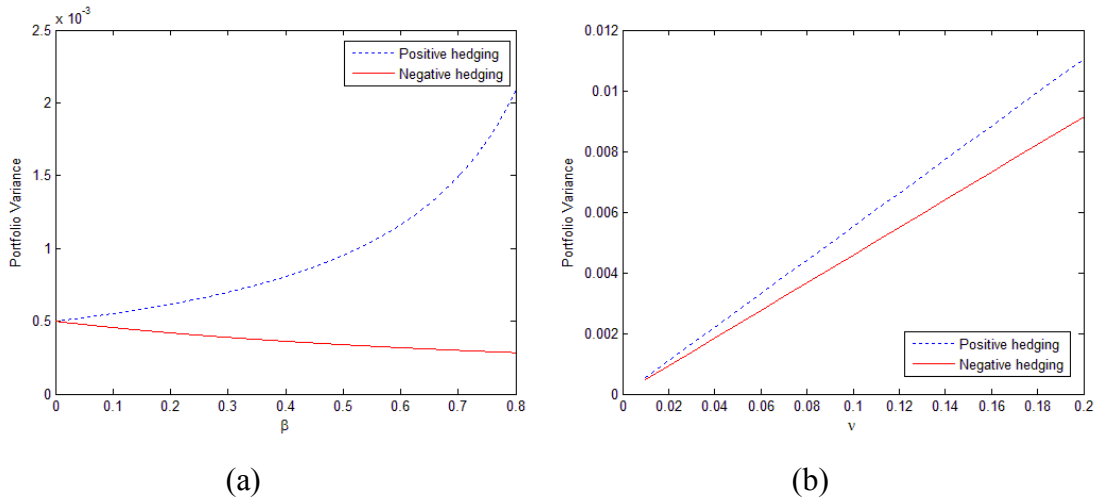 x 10⁻³
2.5
2
1.5
1
0.5
0
Portfolio Variance
Positive hedging
Negative hedging
0 0.1 0.2 0.3 0.4 0.5 0.6 0.7 0.8
β
(a)
0.012
0.01
0.008
0.006
0.004
0.002
0
Portfolio Variance
Positive hedging
Negative hedging
0 0.02 0.04 0.06 0.08 0.1 0.12 0.14 0.16 0.18 0.2
ν
(b)